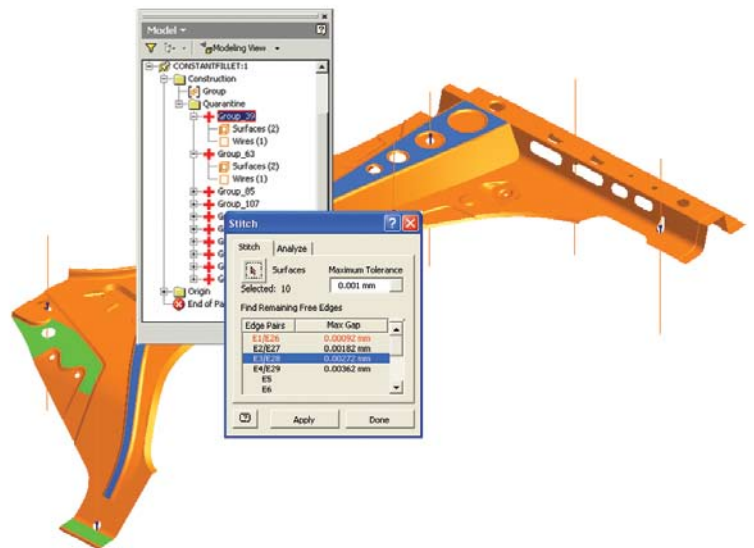 Model
Modeling View
CONSTANTFILLET:1
Construction
Group
Quarantine
Group_39
Surfaces (2)
Wires (1)
Group_63
Surfaces (2)
Wires (1)
Group_85
Group_107
G
G
G
G
G
G
Origin
End of Pa
Stitch
Stitch Analyze
Surfaces Maximum Tolerance
Selected: 10 0.001 mm
Find Remaining Free Edges
Edge Pairs Max Gap
E1/E26 0.00092 mm
E2/E27 0.00182 mm
E3/E28 0.00272 mm
E4/E29 0.00362 mm
E5
E6
Apply Done